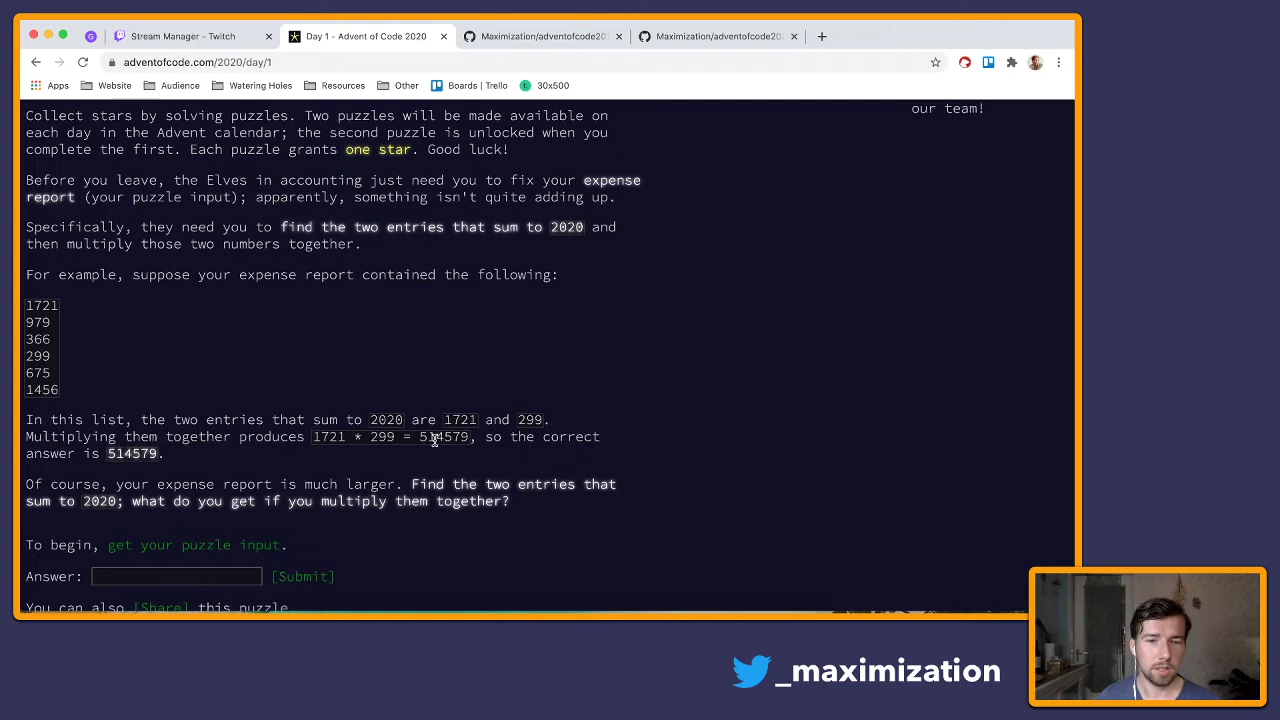 Stream Manager - Twitch
Day 1 - Advent of Code 2020
Maximization/adventofcode201
Maximization/adventofcode202
adventofcode.com/2020/day/1
Apps Website Audience Watering Holes Resources Other Boards | Trello 30x500
our team!
Collect stars by solving puzzles. Two puzzles will be made available on
each day in the Advent calendar; the second puzzle is unlocked when you
complete the first. Each puzzle grants one star. Good luck!
Before you leave, the Elves in accounting just need you to fix your expense
report (your puzzle input); apparently, something isn't quite adding up.
Specifically, they need you to find the two entries that sum to 2020 and
then multiply those two numbers together.
For example, suppose your expense report contained the following:
1721
979
366
299
675
1456
In this list, the two entries that sum to 2020 are 1721 and 299.
Multiplying them together produces 1721 * 299 = 514579, so the correct
answer is 514579.
Of course, your expense report is much larger. Find the two entries that
sum to 2020; what do you get if you multiply them together?
To begin, get your puzzle input.
Answer: [Submit]
You can also [Share] this puzzle
_maximization